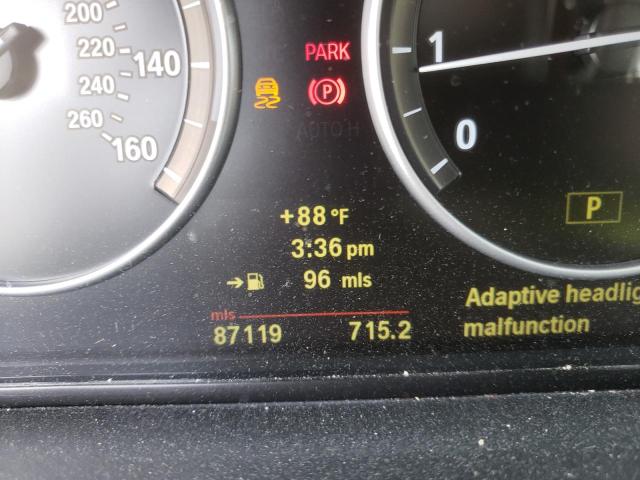 200
220
240
260
140
160
PARK
P
AUTO H
1
0
P
+88 °F
3:36 pm
96 mls
mls
87119 715.2
Adaptive headlig
malfunction